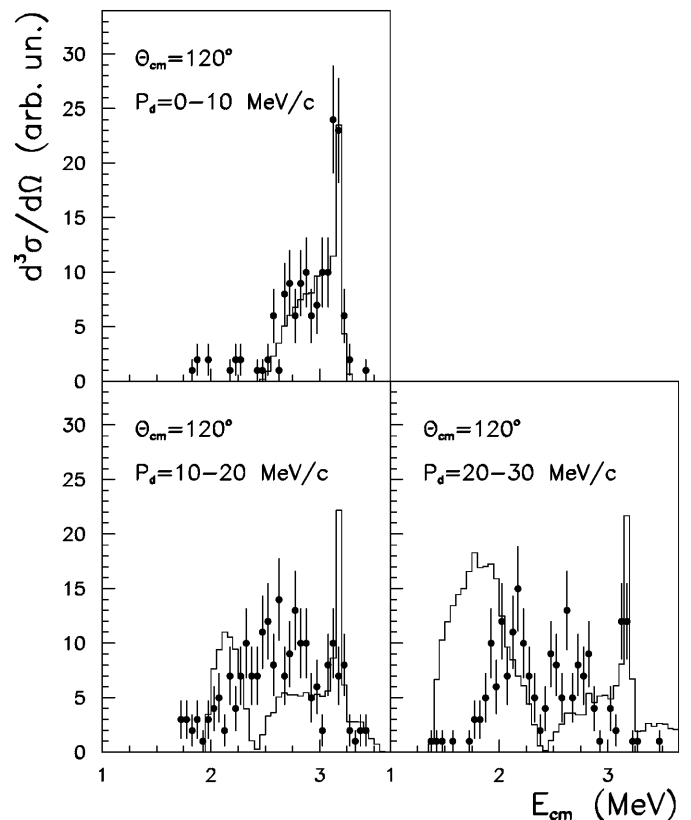 d³σ/dΩ (arb. un.)
30
25
20
15
10
5
0
Θcm=120°
Pd=0−10 MeV/c
30
25
20
15
10
5
0
Θcm=120°
Pd=10−20 MeV/c
Θcm=120°
Pd=20−30 MeV/c
1 2 3 1 2 3
Ecm (MeV)